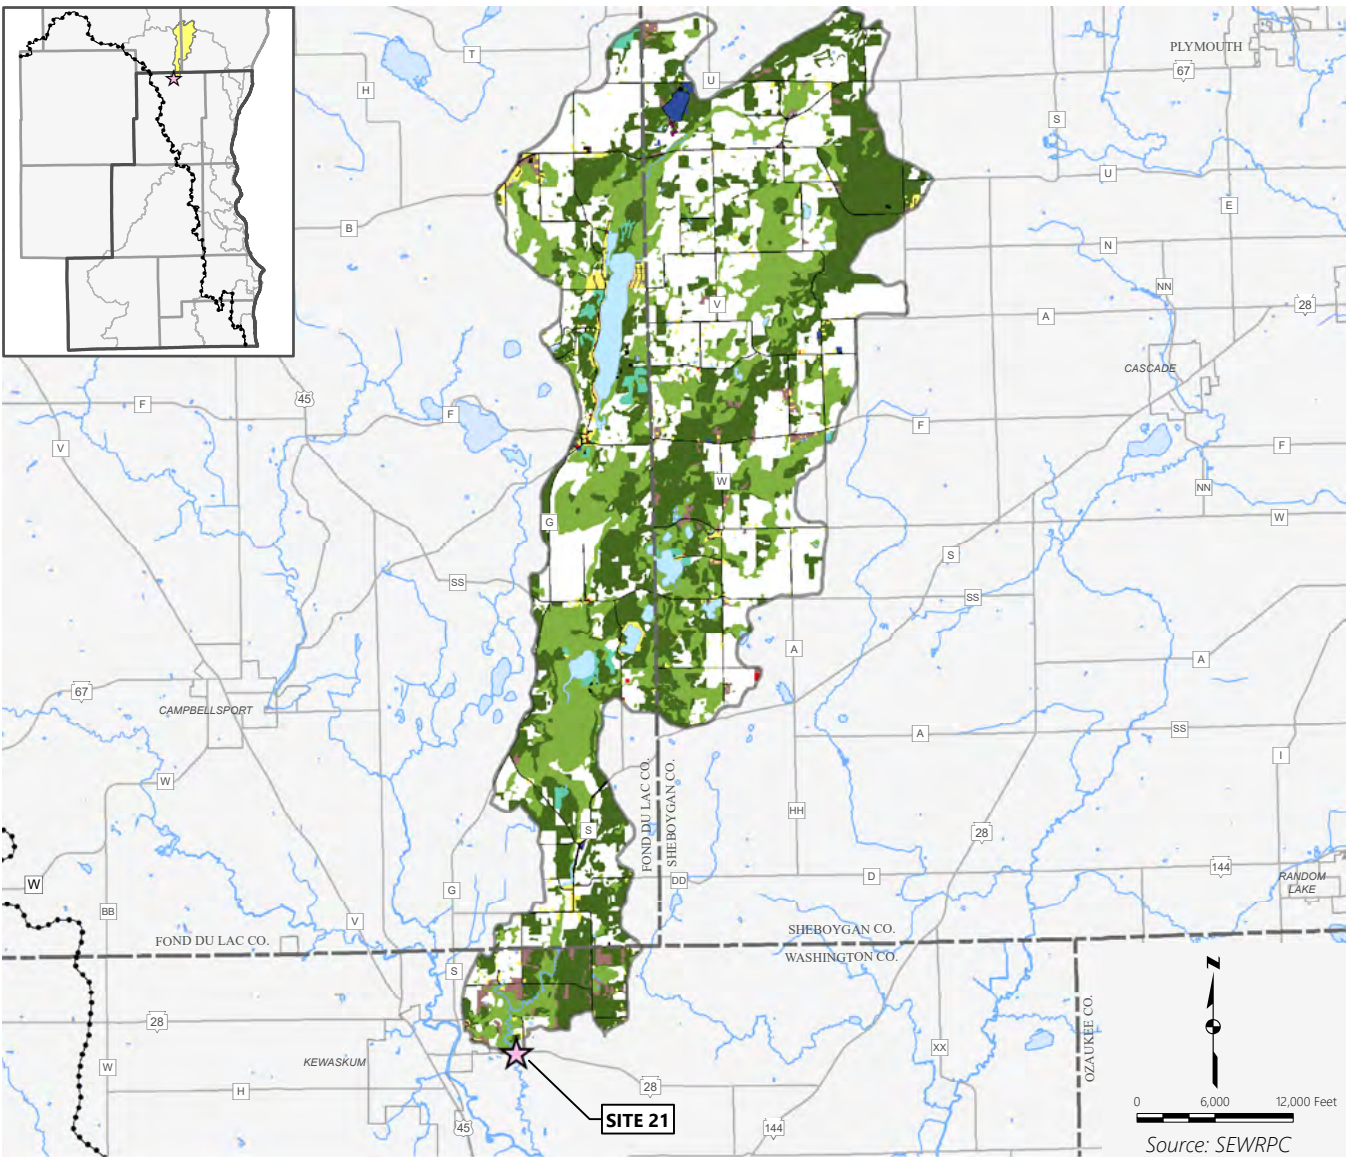 T
PLYMOUTH
67
U
H
S
U
B
E
N
NN
V
28
A
CASCADE
45
F
F
F
V
F
W
NN
G
W
S
SS
SS
A
A
67
CAMPBELLSPORT
SS
A
I
W
FOND DU LAC CO.
SHEBOYGAN CO.
HH
S
28
144
DD
D
RANDOM
LAKE
W
G
BB
V
FOND DU LAC CO.
SHEBOYGAN CO.
WASHINGTON CO.
S
N
OZAUKEE CO.
28
XX
KEWASKUM
W
H
28
0 6,000 12,000 Feet
SITE 21
45
144
Source: SEWRPC